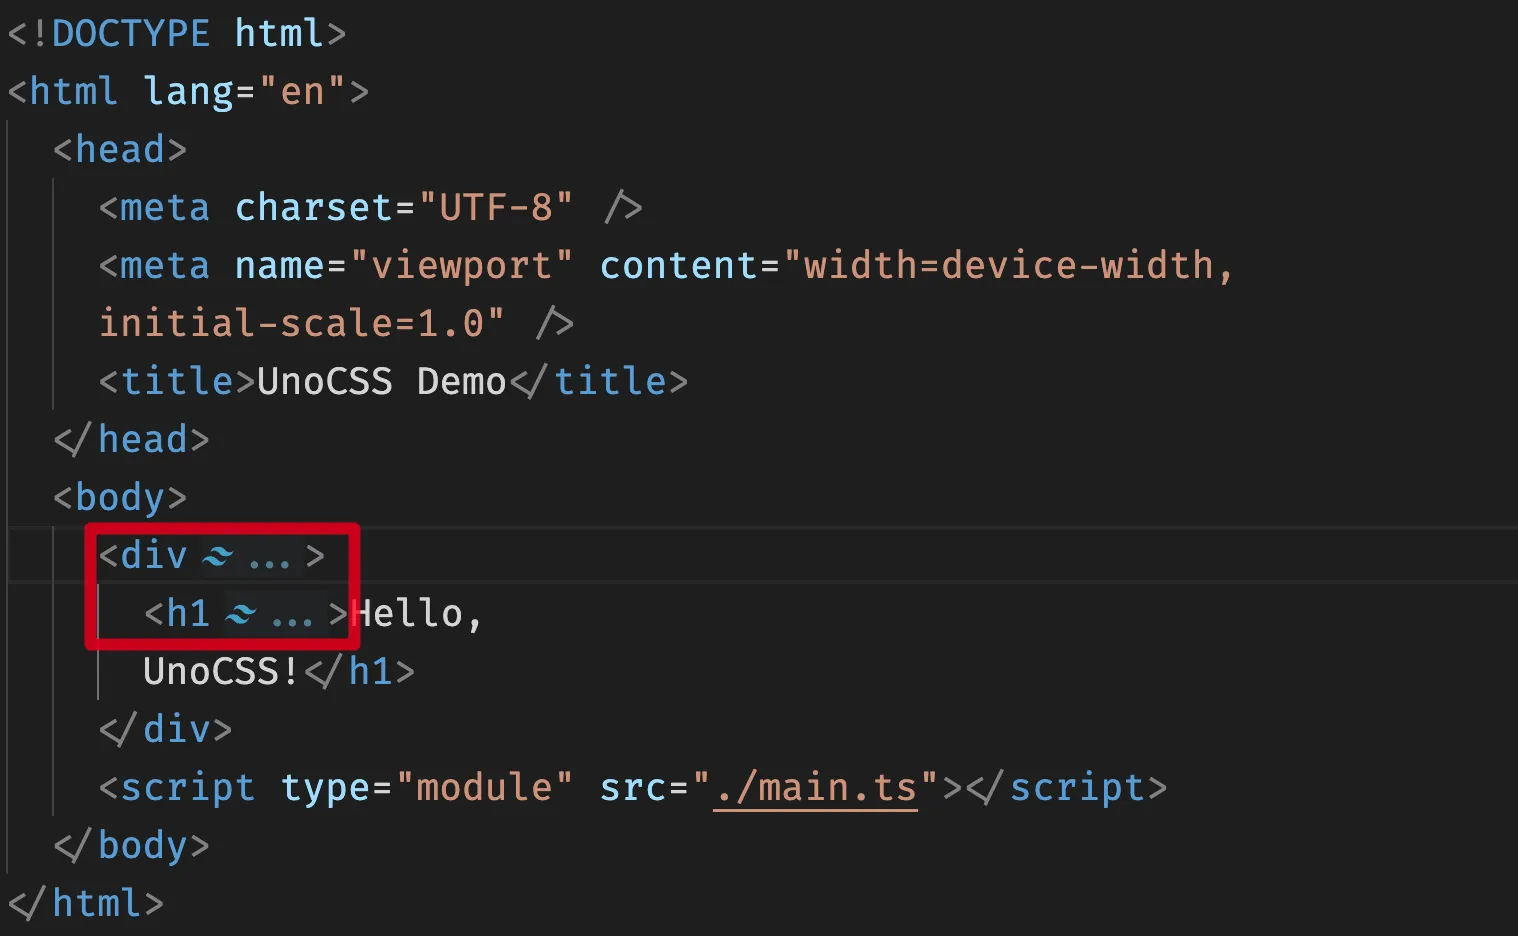 <!DOCTYPE html>
<html lang="en">
<head>
<meta charset="UTF-8" />
<meta name="viewport" content="width=device-width,
initial-scale=1.0" />
<title>UnoCSS Demo</title>
</head>
<body>
<div ... >
<h1 ... >Hello,
UnoCSS!</h1>
</div>
<script type="module" src="./main.ts"></script>
</body>
</html>